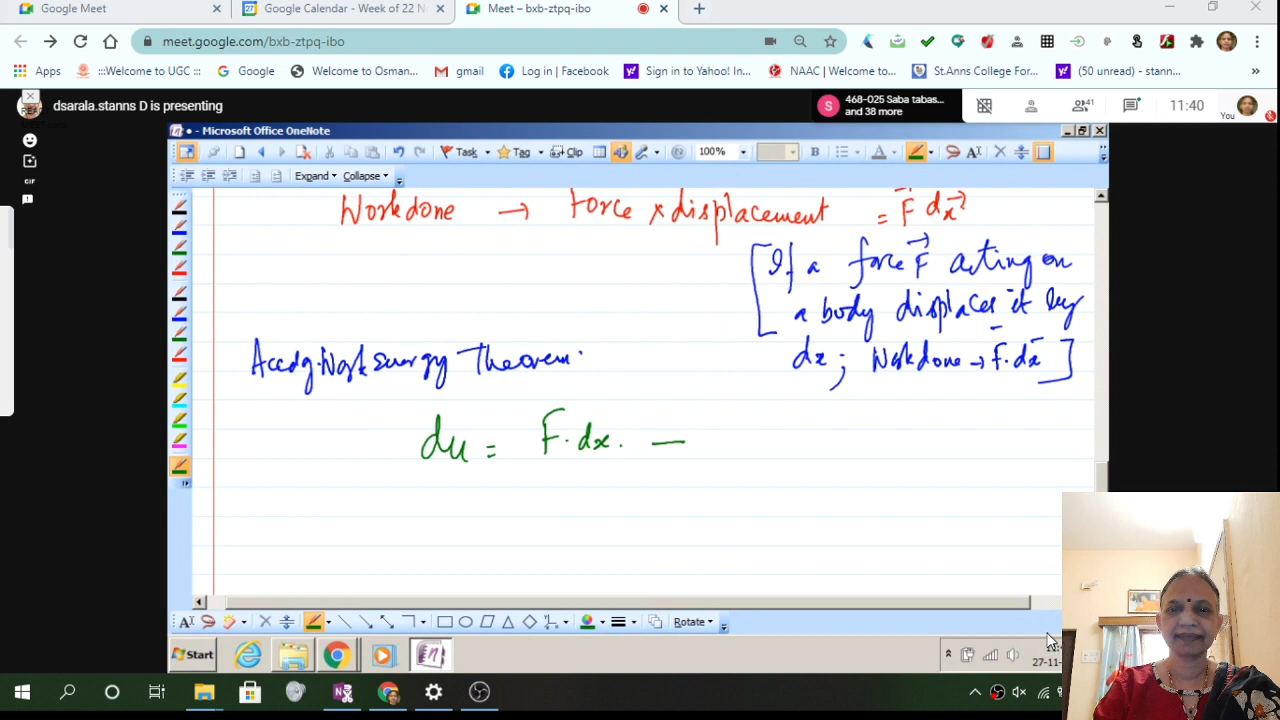 Google Meet
Google Calendar - Week of 22 N
Meet – bxb-ztpq-ibo
meet.google.com/bxb-ztpq-ibo
Apps
:::Welcome to UGC :...
Google
Welcome to Osman...
gmail
Log in | Facebook
Sign in to Yahoo! In...
NAAC | Welcome to...
St.Anns College For...
(50 unread) - stann...
dsarala.stanns D is presenting
S
468-025 Saba tabas...
and 38 more
41
11:40
You
GIF
- Microsoft Office OneNote
Task
Tag
Clip
100%
B
Expand
Collapse
Workdone → Force × displacement = F dx
[If a force F acting on
a body displaces it by
dx; Workdone → F.dx]
Accdg. Work Energy Theorem.
du = F.dx. —
Rotate
Start
27-11-